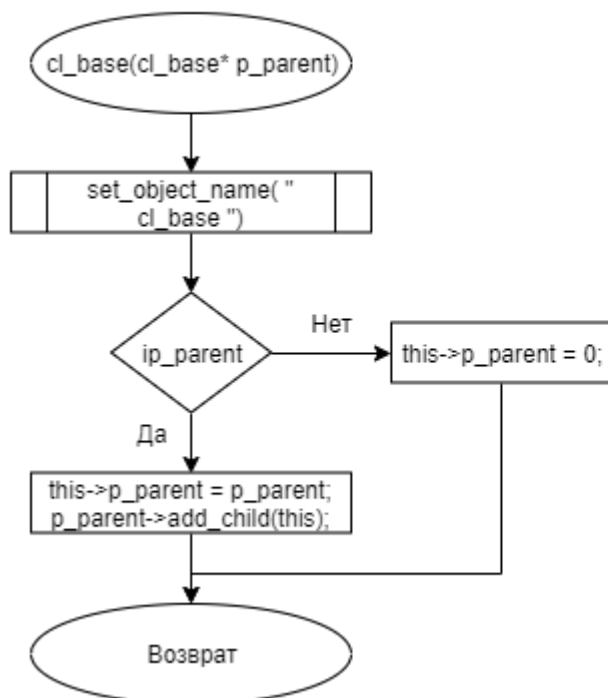 cl_base(cl_base* p_parent)
set_object_name( "
cl_base ")
ip_parent
Нет
this->p_parent = 0;
Да
this->p_parent = p_parent;
p_parent->add_child(this);
Возврат